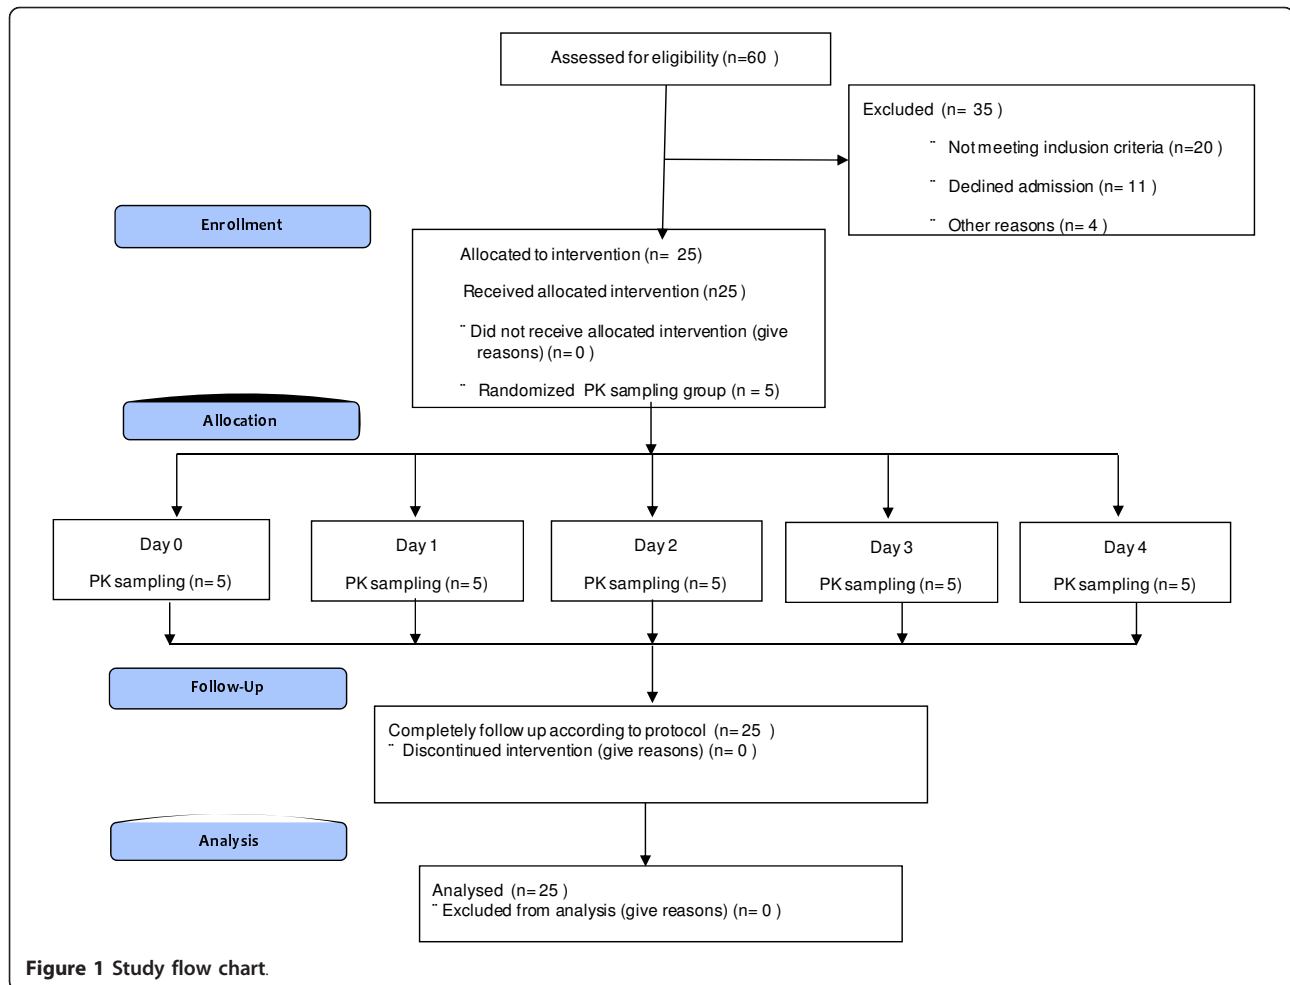 Assessed for eligibility (n=60 )
Excluded (n= 35 )
¨ Not meeting inclusion criteria (n=20 )
¨ Declined admission (n= 11 )
¨ Other reasons (n= 4 )
Enrollment
Allocated to intervention (n= 25)
Received allocated intervention (n25 )
¨ Did not receive allocated intervention (give
reasons) (n= 0 )
¨ Randomized PK sampling group (n = 5)
Allocation
Day 0
PK sampling (n= 5)
Day 1
PK sampling (n= 5)
Day 2
PK sampling (n= 5)
Day 3
PK sampling (n= 5)
Day 4
PK sampling (n= 5)
Follow-Up
Completely follow up according to protocol (n= 25 )
¨ Discontinued intervention (give reasons) (n= 0 )
Analysis
Analysed (n= 25 )
¨ Excluded from analysis (give reasons) (n= 0 )
Figure 1 Study flow chart.